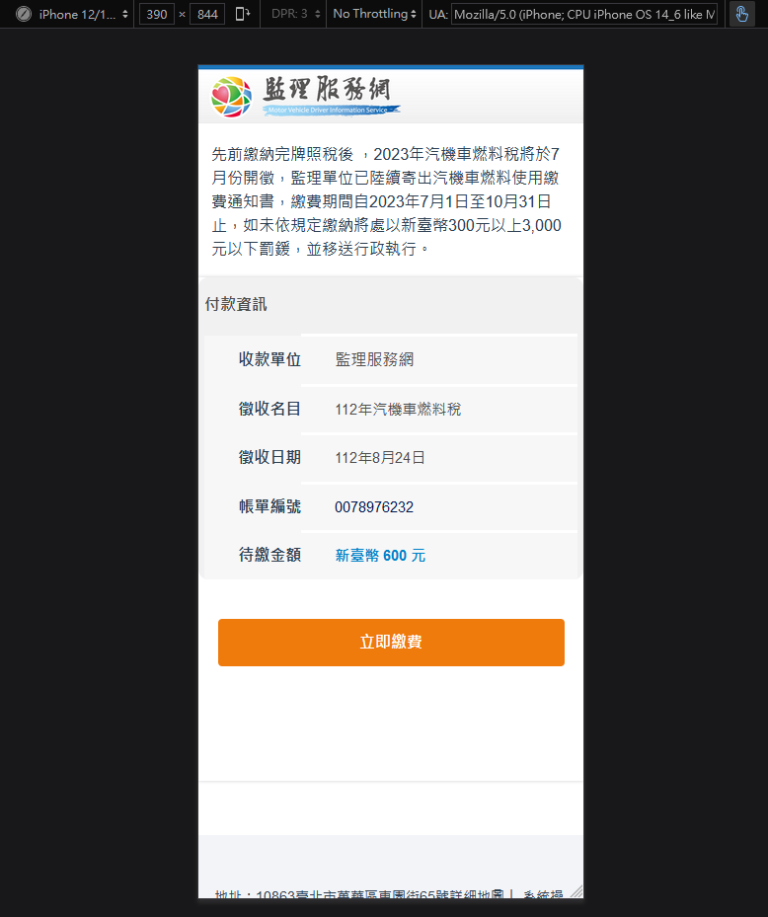 iPhone 12/1... 390 × 844 DPR: 3 No Throttling UA: Mozilla/5.0 (iPhone; CPU iPhone OS 14_6 like M
監理服務網
Motor Vehicle Driver Information Service
先前繳納完牌照稅後 ，2023年汽機車燃料稅將於7
月份開徵，監理單位已陸續寄出汽機車燃料使用繳
費通知書，繳費期間自2023年7月1日至10月31日
止，如未依規定繳納將處以新臺幣300元以上3,000
元以下罰鍰，並移送行政執行。
付款資訊
收款單位 監理服務網
徵收名目 112年汽機車燃料稅
徵收日期 112年8月24日
帳單編號 0078976232
待繳金額 新臺幣 600 元
立即繳費
地址：10863臺北市萬華區東園街65號詳細地圖 | 系統操